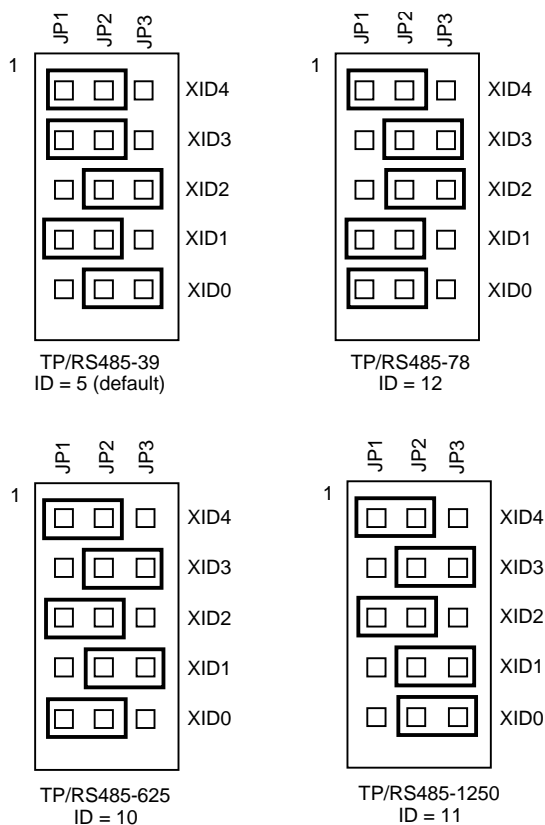 JP1 JP2 JP3
1
XID4
XID3
XID2
XID1
XID0
TP/RS485-39
ID = 5 (default)
JP1 JP2 JP3
1
XID4
XID3
XID2
XID1
XID0
TP/RS485-78
ID = 12
JP1 JP2 JP3
1
XID4
XID3
XID2
XID1
XID0
TP/RS485-625
ID = 10
JP1 JP2 JP3
1
XID4
XID3
XID2
XID1
XID0
TP/RS485-1250
ID = 11